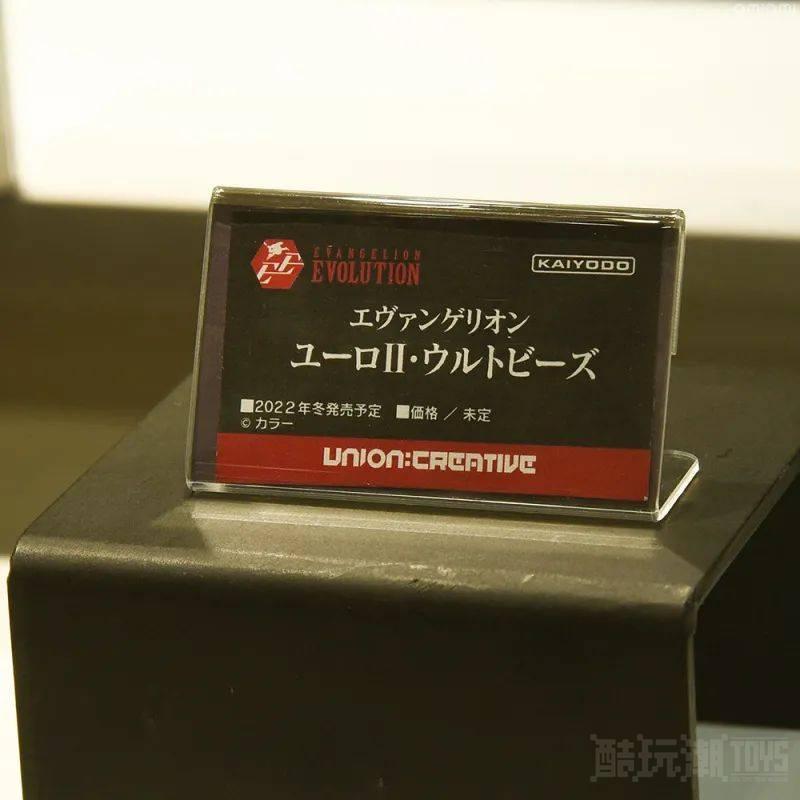 amiami
EVANGELION
EVOLUTION
KAIYODO
エヴァンゲリオン
ユーロII・ウルトビーズ
■2022年冬発売予定 ■価格 / 未定
© カラー
UNION:CREATIVE
酷玩潮TOYS